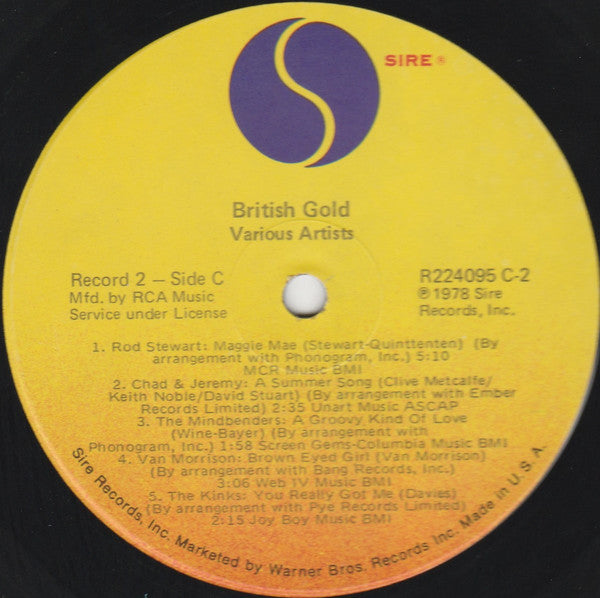 SIRE ®
British Gold
Various Artists
Record 2 – Side C
Mfd. by RCA Music
Service under License
R224095 C-2
℗1978 Sire
Records, Inc.
1. Rod Stewart: Maggie Mae (Stewart-Quinttenten) (By
arrangement with Phonogram, Inc.) 5:10
MCR Music BMI
2. Chad & Jeremy: A Summer Song (Clive Metcalfe/
Keith Noble/David Stuart) (By arrangement with Ember
Records Limited) 2:35 Unart Music ASCAP
3. The Mindbenders: A Groovy Kind Of Love
(Wine-Bayer) (By arrangement with
Phonogram, Inc.) 1:58 Screen Gems-Columbia Music BMI
4. Van Morrison: Brown Eyed Girl (Van Morrison)
(By arrangement with Bang Records, Inc.)
3:06 Web IV Music BMI
5. The Kinks: You Really Got Me (Davies)
(By arrangement with Pye Records Limited)
2:15 Joy Boy Music BMI
Sire Records, Inc. Marketed by Warner Bros. Records Inc. Made in U.S.A.